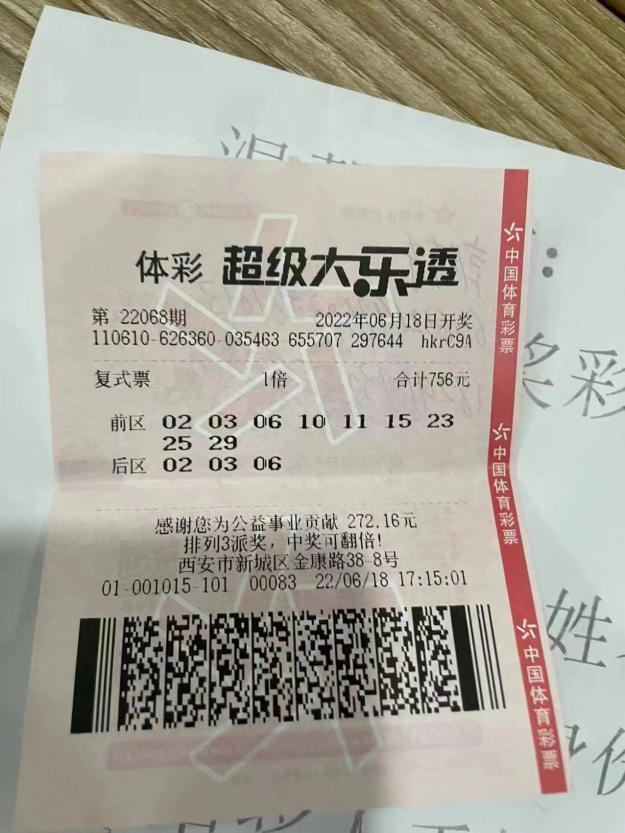 体彩 超级大乐透
第 22068期 2022年06月18日开奖
110610-626360-035463-655707 297644 hkrC9A
复式票 1倍 合计756元
前区 02 03 06 10 11 15 23
25 29
后区 02 03 06
感谢您为公益事业贡献 272.16元
排列3派奖，中奖可翻倍!
西安市新城区金康路38-8号
01-001015-101 00083 22/06/18 17:15:01
中国体育彩票
中国体育彩票
中国体育彩票
奖彩
姓